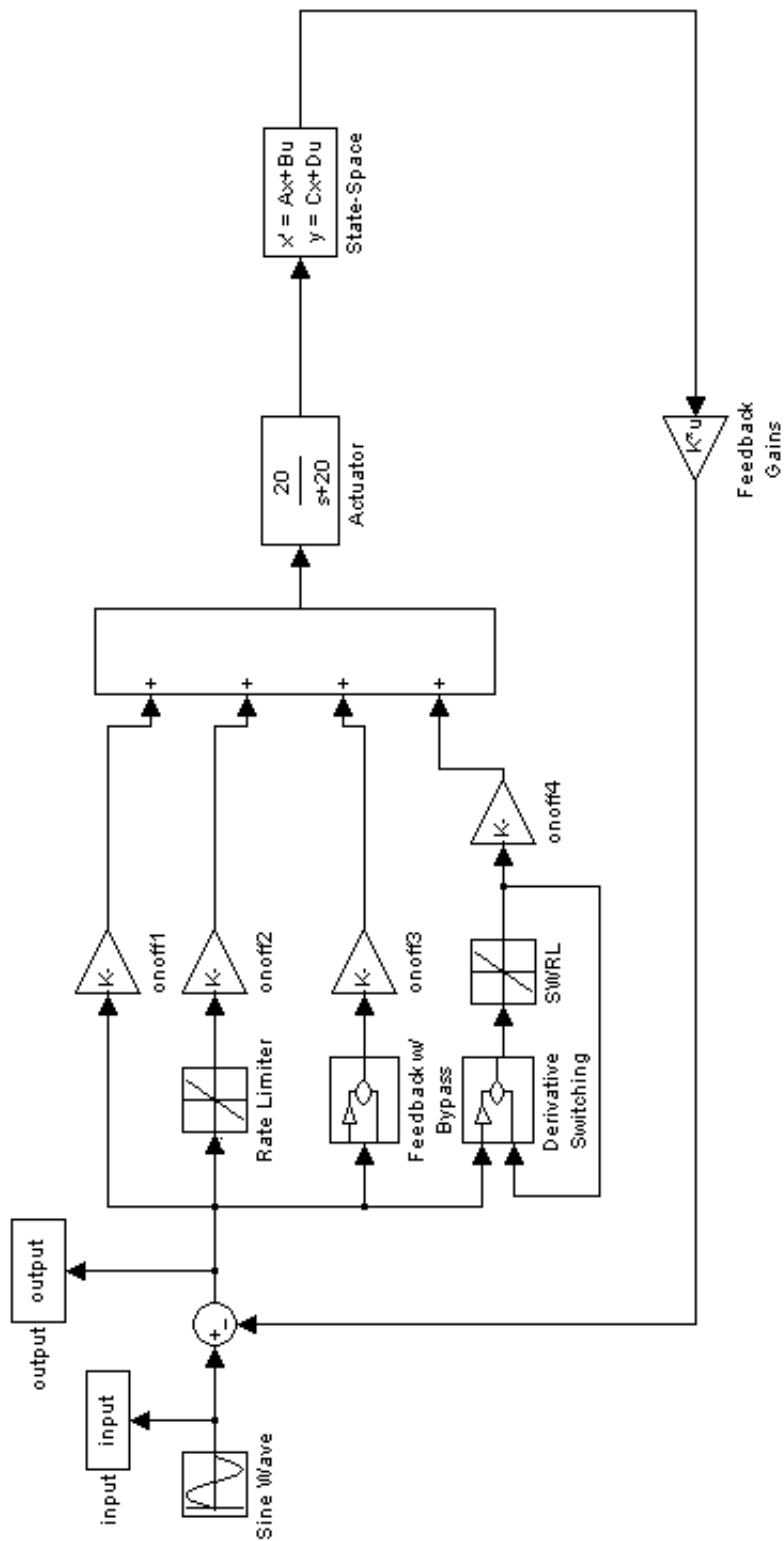 input
input
output
output
Sine Wave
+
-
K-
onoff1
Rate Limiter
K-
onoff2
Feedback w/
Bypass
K-
onoff3
Derivative
Switching
SWRL
K-
onoff4
+
+
+
+
20
s+20
Actuator
x' = Ax+Bu
y = Cx+Du
State-Space
K*u
Feedback
Gains